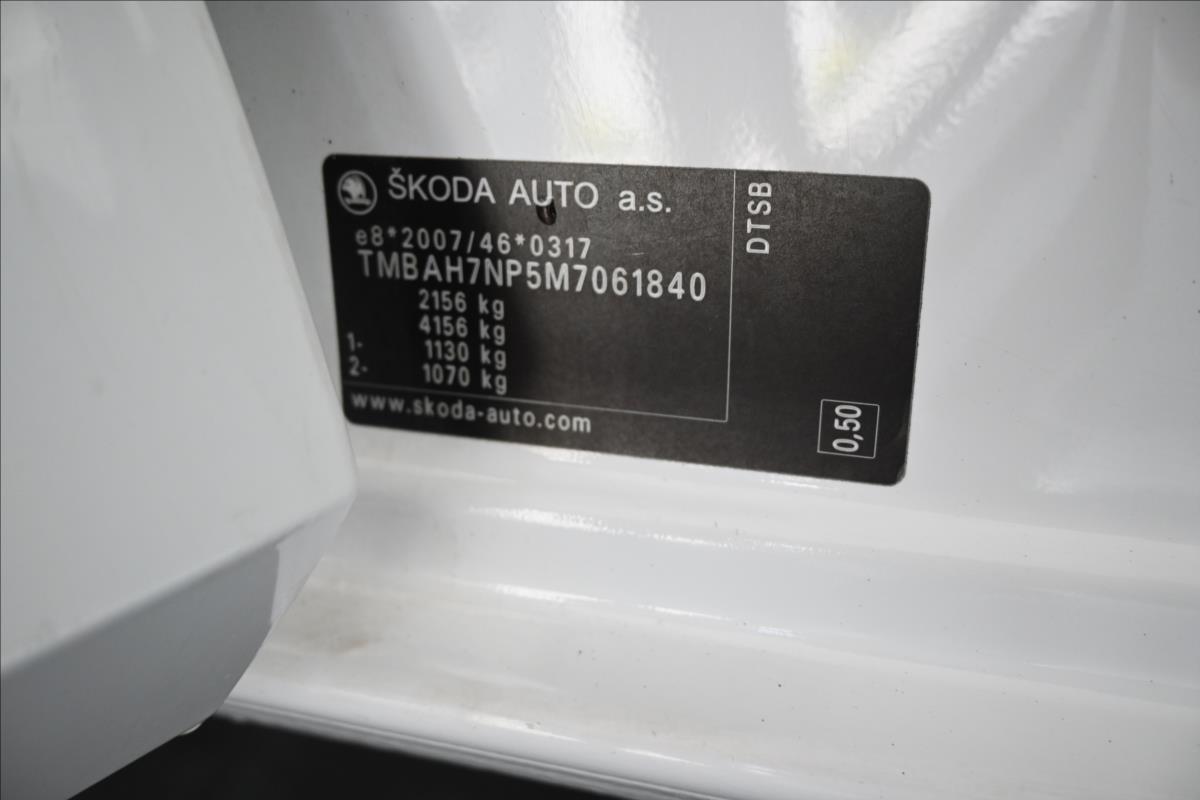 ŠKODA AUTO a.s.
e8*2007/46*0317
TMBAH7NP5M7061840
2156 kg
4156 kg
1- 1130 kg
2- 1070 kg
www.skoda-auto.com
DTSB
0,50